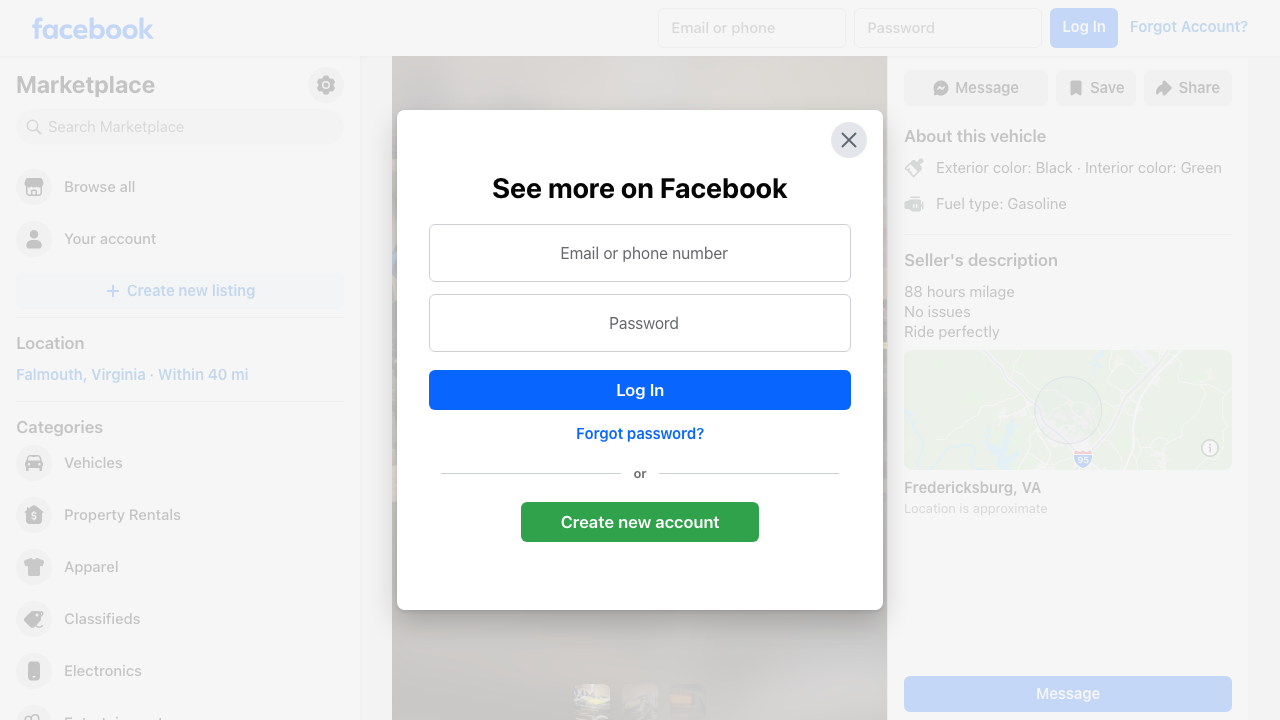 facebook
Email or phone
Password
Log In
Forgot Account?
Marketplace
Search Marketplace
Browse all
Your account
Create new listing
Location
Falmouth, Virginia · Within 40 mi
Categories
Vehicles
Property Rentals
Apparel
Classifieds
Electronics
See more on Facebook
Email or phone number
Password
Log In
Forgot password?
or
Create new account
Message
Save
Share
About this vehicle
Exterior color: Black · Interior color: Green
Fuel type: Gasoline
Seller's description
88 hours milage
No issues
Ride perfectly
95
Fredericksburg, VA
Location is approximate
Message